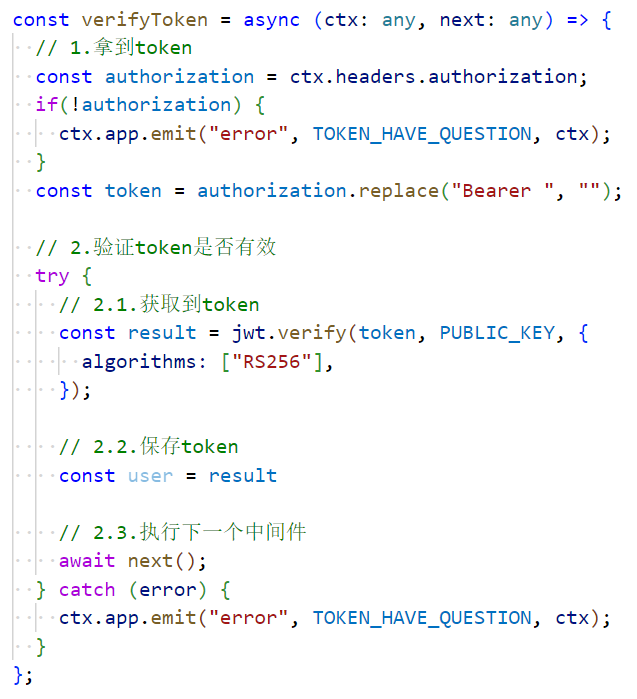 const verifyToken = async (ctx: any, next: any) => {
  // 1.拿到token
  const authorization = ctx.headers.authorization;
  if(!authorization) {
    ctx.app.emit("error", TOKEN_HAVE_QUESTION, ctx);
  }
  const token = authorization.replace("Bearer ", "");

  // 2.验证token是否有效
  try {
    // 2.1.获取到token
    const result = jwt.verify(token, PUBLIC_KEY, {
      algorithms: ["RS256"],
    });

    // 2.2.保存token
    const user = result

    // 2.3.执行下一个中间件
    await next();
  } catch (error) {
    ctx.app.emit("error", TOKEN_HAVE_QUESTION, ctx);
  }
};